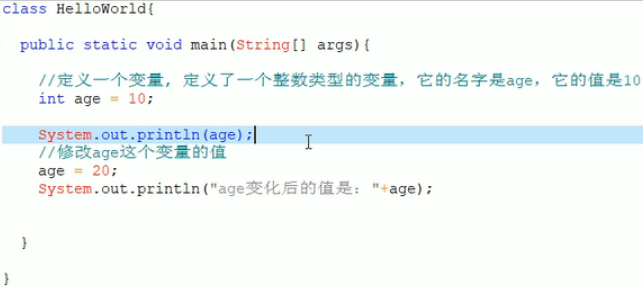 class HelloWorld{
public static void main(String[] args){
//定义一个变量, 定义了一个整数类型的变量，它的名字是age，它的值是10
int age = 10;
System.out.println(age);
//修改age这个变量的值
age = 20;
System.out.println("age变化后的值是："+age);
}
}